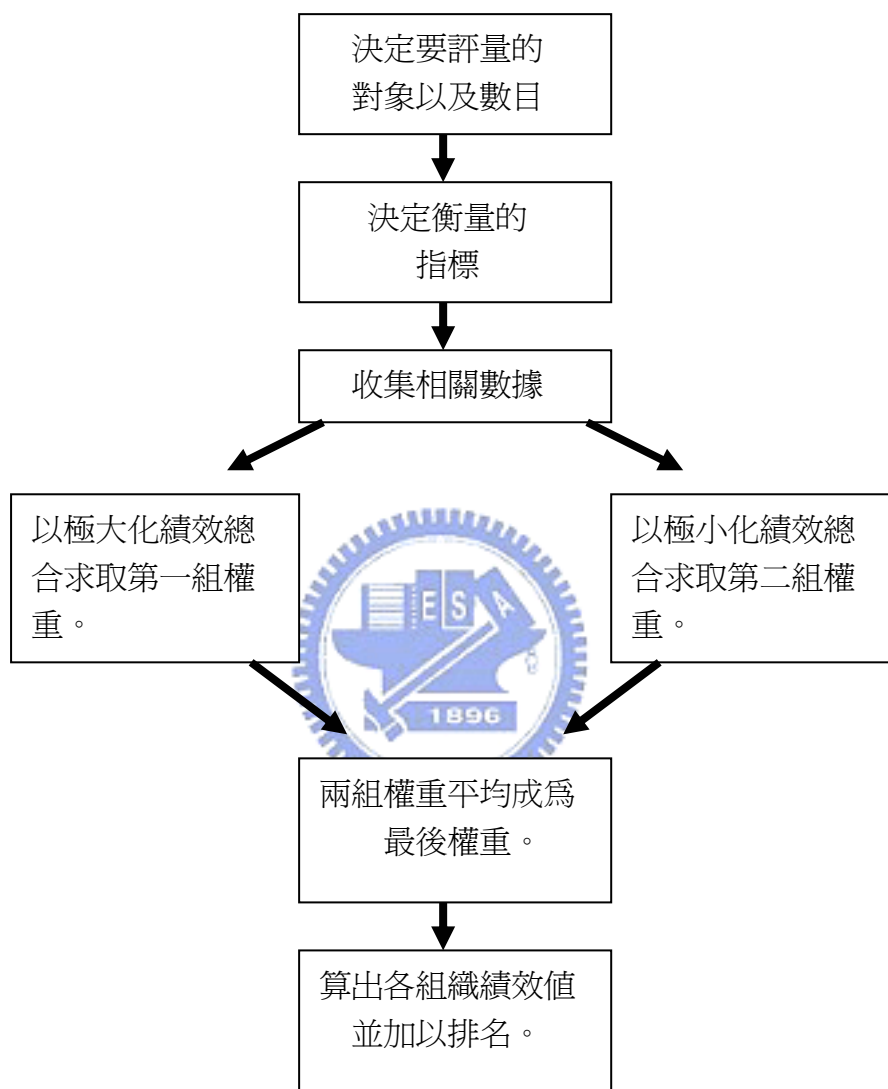 決定要評量的
對象以及數目
決定衡量的
指標
收集相關數據
以極大化績效總
合求取第一組權
重。
以極小化績效總
合求取第二組權
重。
E S A
1896
兩組權重平均成為
最後權重。
算出各組織績效值
並加以排名。